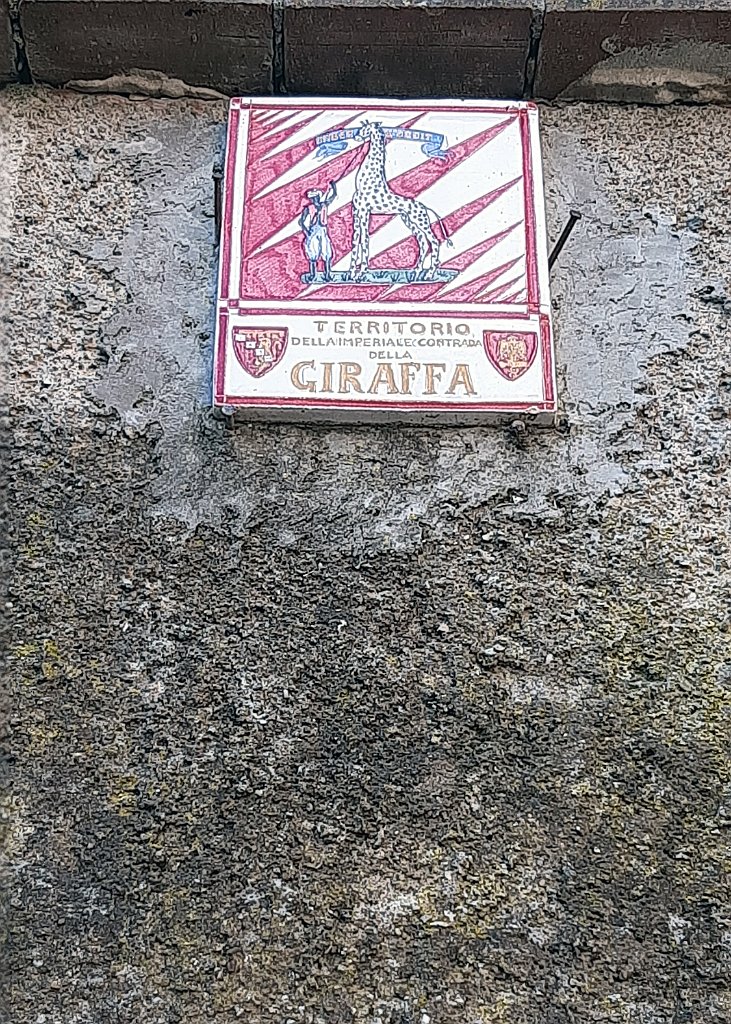 TERRITORIO
DELLA IMPERIALE CONTRADA
DELLA
GIRAFFA